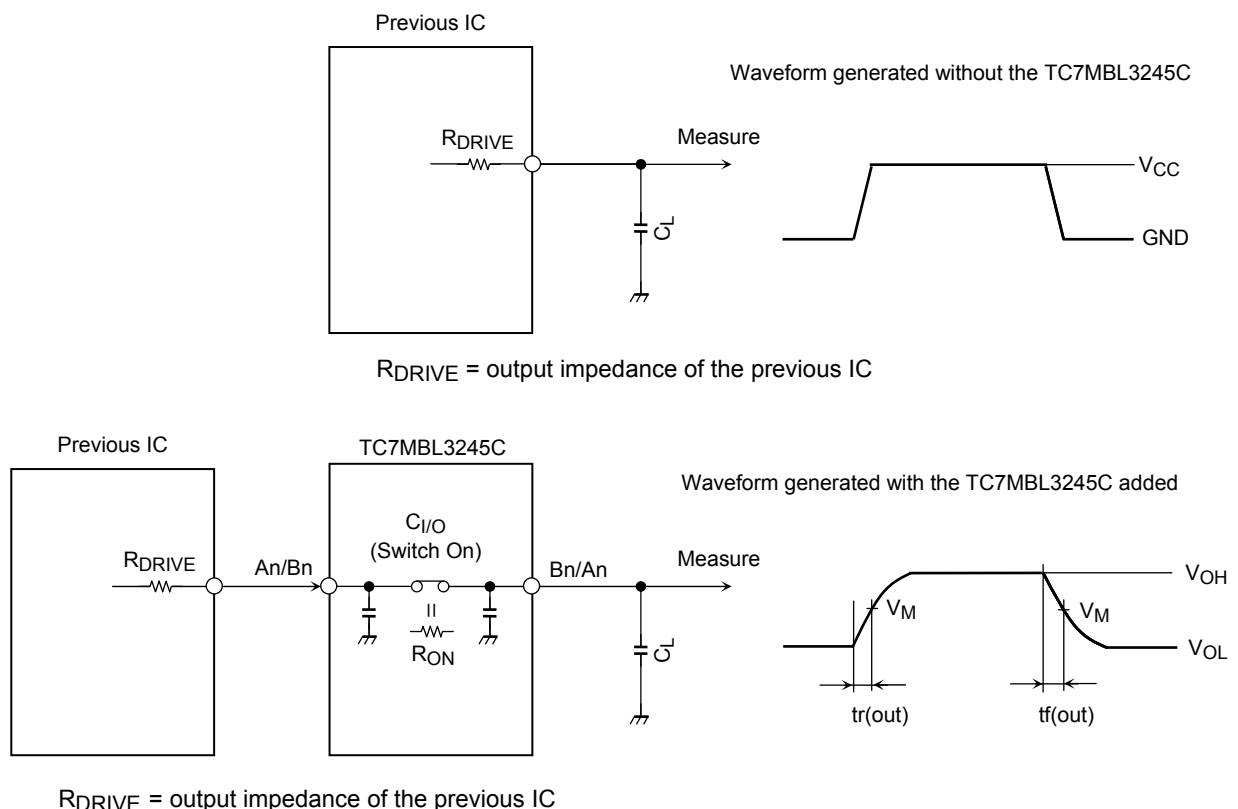 Previous IC
Waveform generated without the TC7MBL3245C
RDRIVE
Measure
VCC
CL
GND
RDRIVE = output impedance of the previous IC
Previous IC
TC7MBL3245C
Waveform generated with the TC7MBL3245C added
CI/O
(Switch On)
RDRIVE
An/Bn
Bn/An
Measure
VOH
VM
VM
RON
CL
VOL
tr(out)
tf(out)
RDRIVE = output impedance of the previous IC